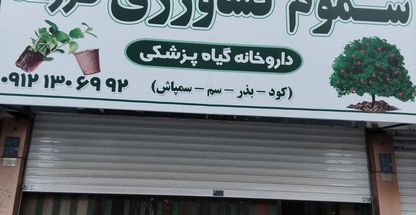 سموم کشاورزی
داروخانه گیاه پزشکی
(کود - بذر - سم - سمپاش)
۰۹۱۲ ۱۳۰ ۶۹ ۹۲